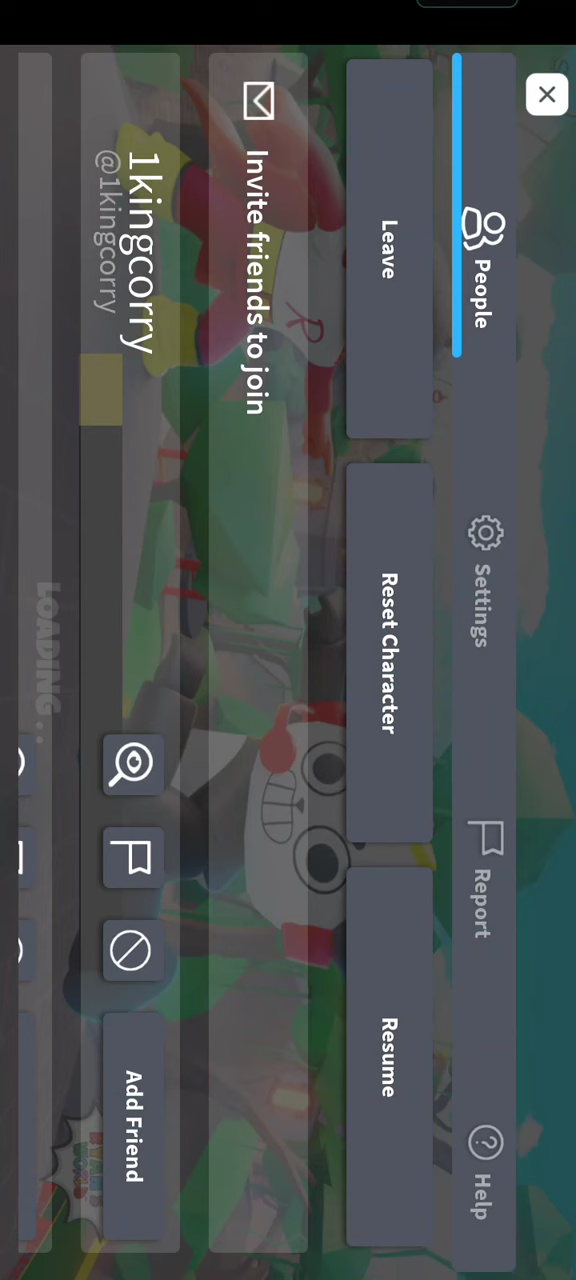 People
Settings
Report
Help
Leave
Reset Character
Resume
Invite friends to join
1kingcorry
@1kingcorry
Add Friend
LOADING...
R